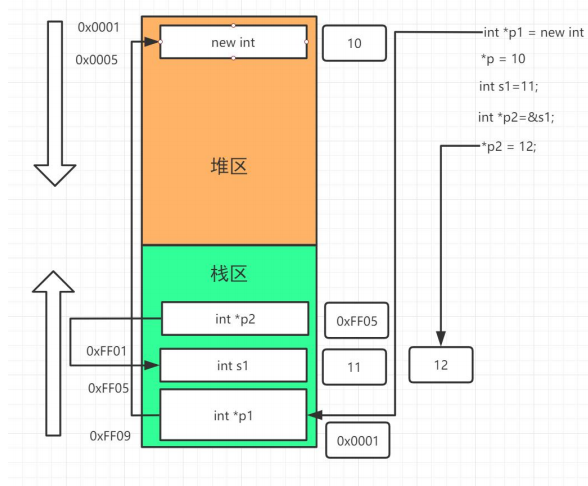 0x0001
new int
10
int *p1 = new int
0x0005
*p = 10
int s1=11;
int *p2=&s1;
*p2 = 12;
堆区
栈区
int *p2
0xFF05
0xFF01
int s1
11
12
0xFF05
int *p1
0xFF09
0x0001